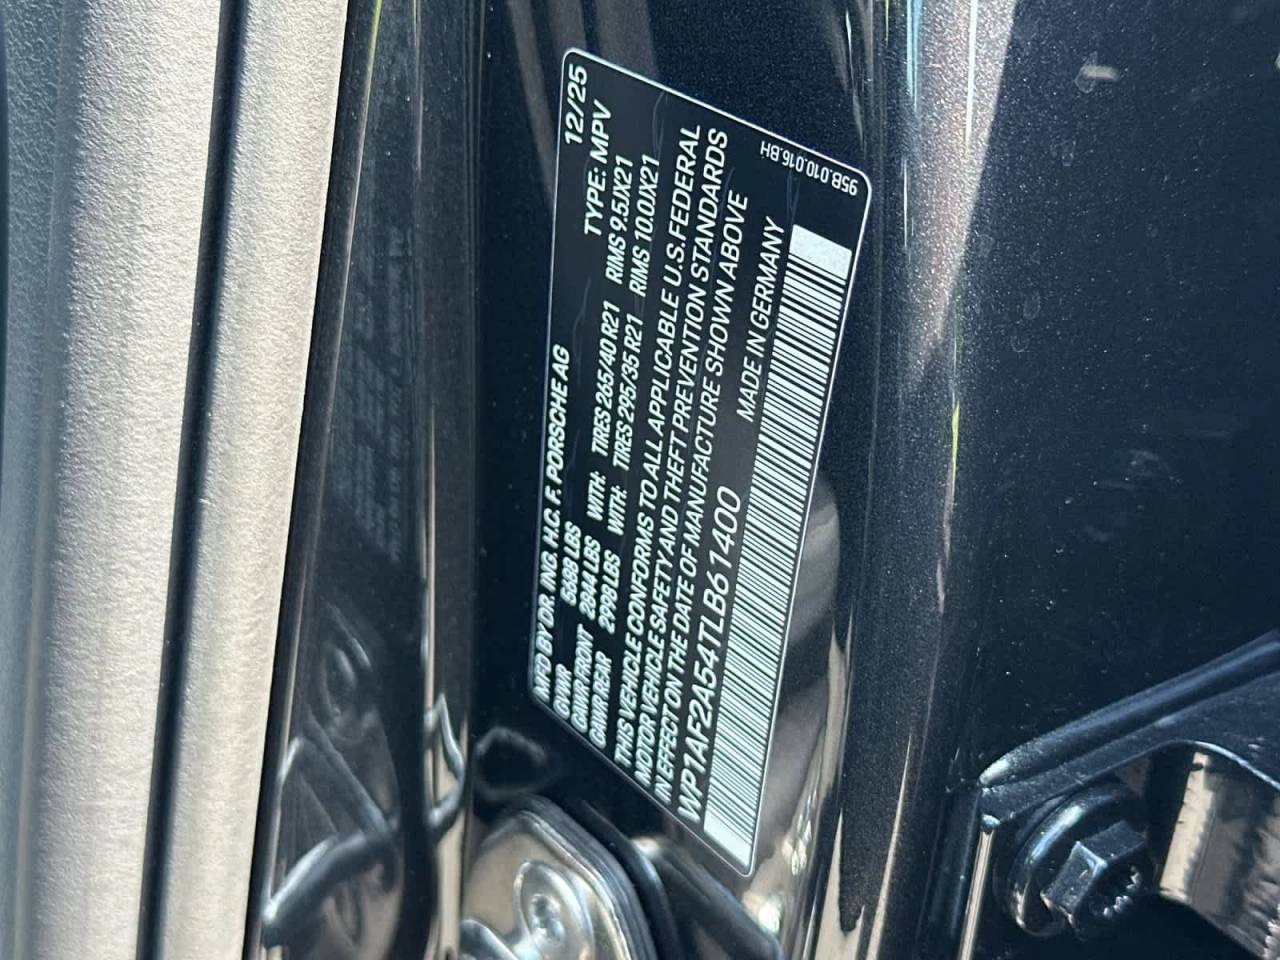 MFD BY DR. ING. H.C. F. PORSCHE AG 12/25
GVWR 5688 LBS TYPE: MPV
GAWR FRONT 2844 LBS WITH: TIRES 265/40 R21 RIMS 9.5JX21
GAWR REAR 2998 LBS WITH: TIRES 295/35 R21 RIMS 10.0JX21
THIS VEHICLE CONFORMS TO ALL APPLICABLE U.S. FEDERAL
MOTOR VEHICLE SAFETY AND THEFT PREVENTION STANDARDS
IN EFFECT ON THE DATE OF MANUFACTURE SHOWN ABOVE
WP1AF2A54TLB61400 MADE IN GERMANY
95B.010.016.BH